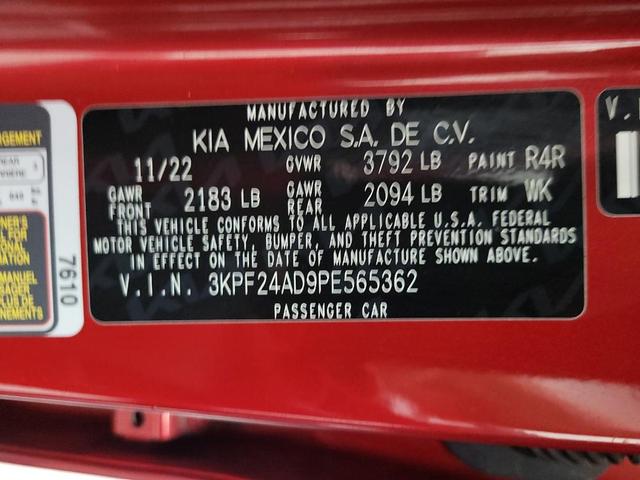 MANUFACTURED BY
KIA MEXICO S.A. DE C.V.
11/22 GVWR 3792 LB PAINT R4R
GAWR FRONT 2183 LB GAWR REAR 2094 LB TRIM WK
THIS VEHICLE CONFORMS TO ALL APPLICABLE U.S.A. FEDERAL
MOTOR VEHICLE SAFETY, BUMPER, AND THEFT PREVENTION STANDARDS
IN EFFECT ON THE DATE OF MANUFACTURE SHOWN ABOVE.
V.I.N. 3KPF24AD9PE565362
PASSENGER CAR
7610
V.I